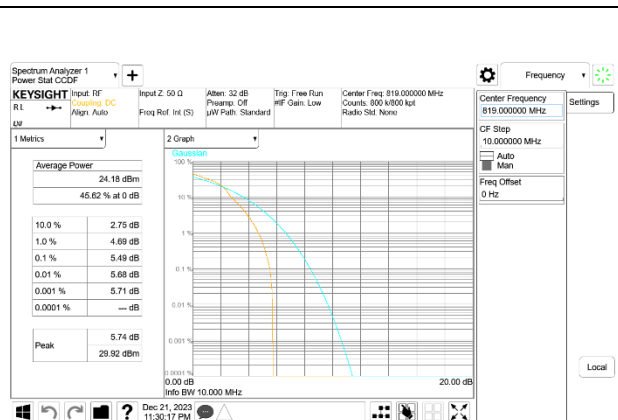 Spectrum Analyzer 1
Power Stat CCDF
Frequency
KEYSIGHT
Input: RF
Coupling: DC
Align: Auto
Input Z: 50 Ω
Freq Ref: Int (S)
Atten: 32 dB
Preamp: Off
µW Path: Standard
Trig: Free Run
#IF Gain: Low
Center Freq: 819.000000 MHz
Counts: 800 k/800 kpt
Radio Std: None
Center Frequency
819.000000 MHz
Settings
CF Step
10.000000 MHz
Auto
Man
Freq Offset
0 Hz
1 Metrics
Average Power
24.18 dBm
45.62 % at 0 dB
10.0 % 2.75 dB
1.0 % 4.69 dB
0.1 % 5.49 dB
0.01 % 5.68 dB
0.001 % 5.71 dB
0.0001 % --- dB
Peak
5.74 dB
29.92 dBm
2 Graph
Gaussian
100 %
10 %
1 %
0.1 %
0.01 %
0.001 %
0.0001 %
0.00 dB
20.00 dB
Info BW 10.000 MHz
Local
?
Dec 21, 2023
11:30:17 PM